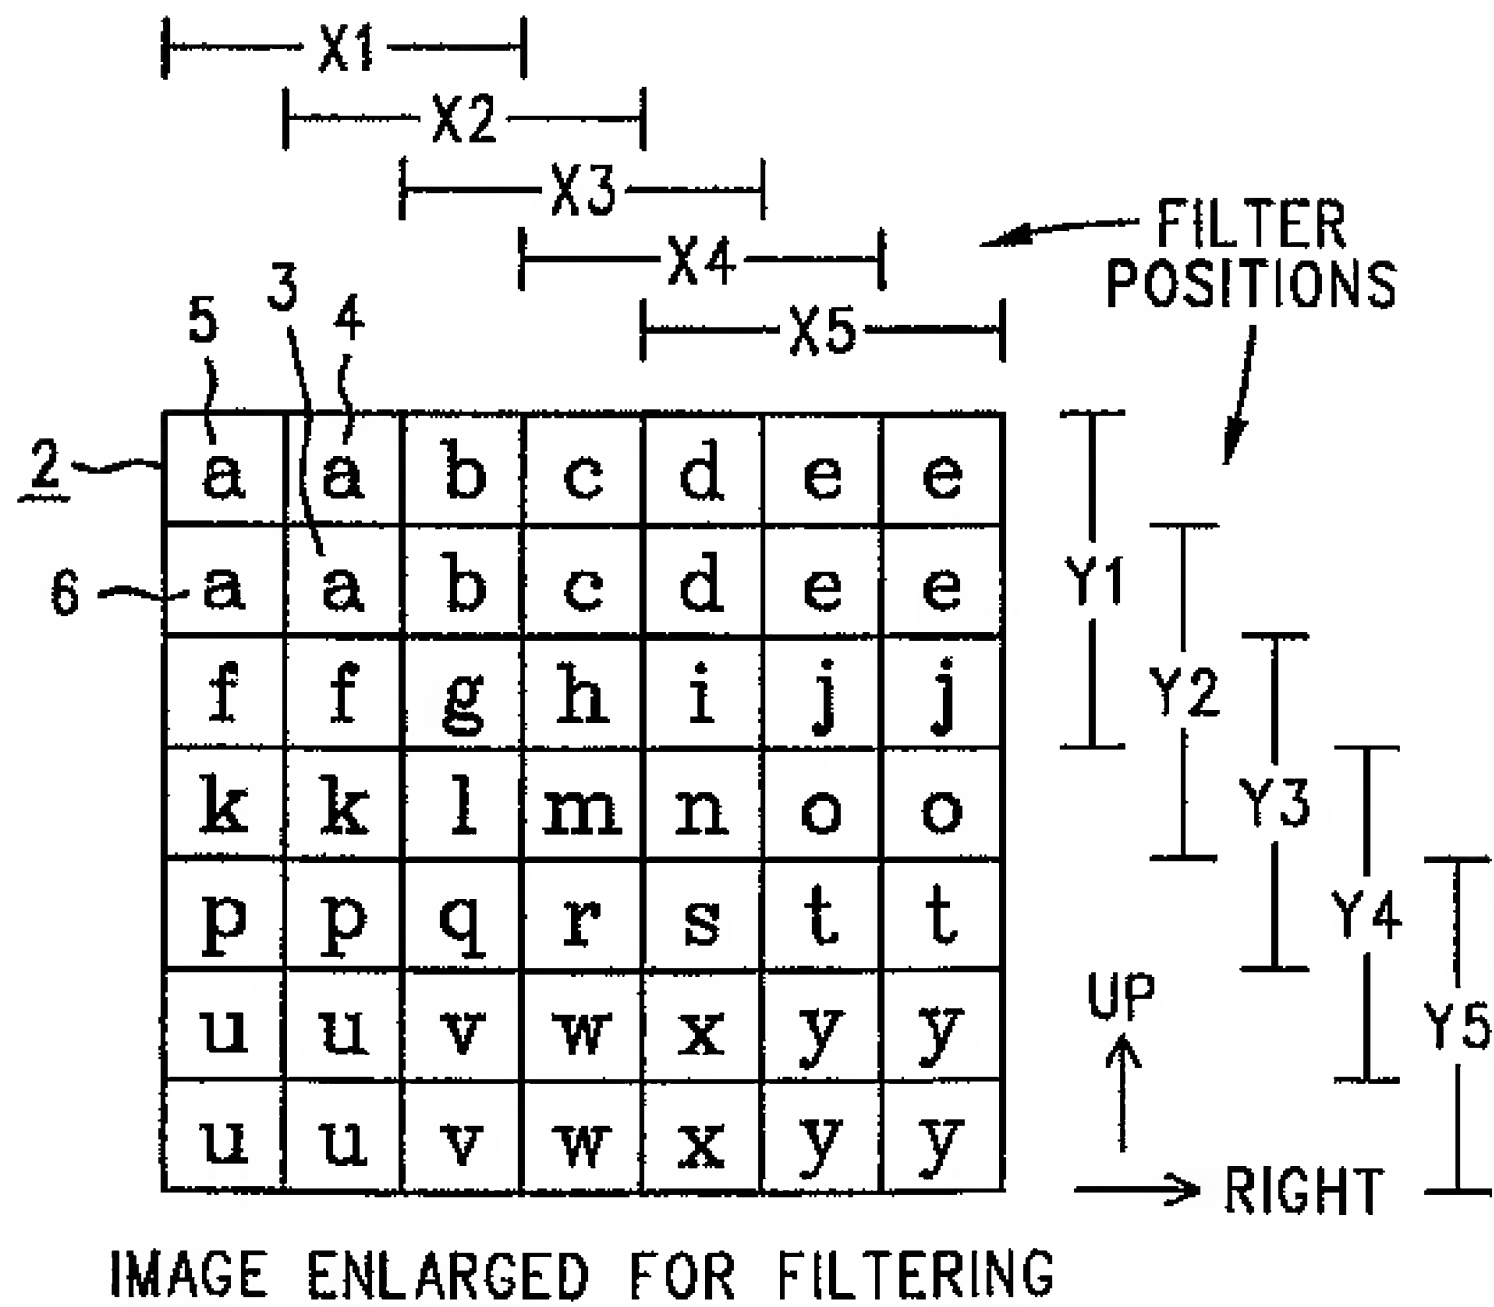 X1
X2
X3
X4
X5
FILTER
POSITIONS
5
3
4
2
6
a a b c d e e
a a b c d e e
f f g h i j j
k k l m n o o
p p q r s t t
u u v w x y y
u u v w x y y
Y1
Y2
Y3
Y4
Y5
UP
RIGHT
IMAGE ENLARGED FOR FILTERING